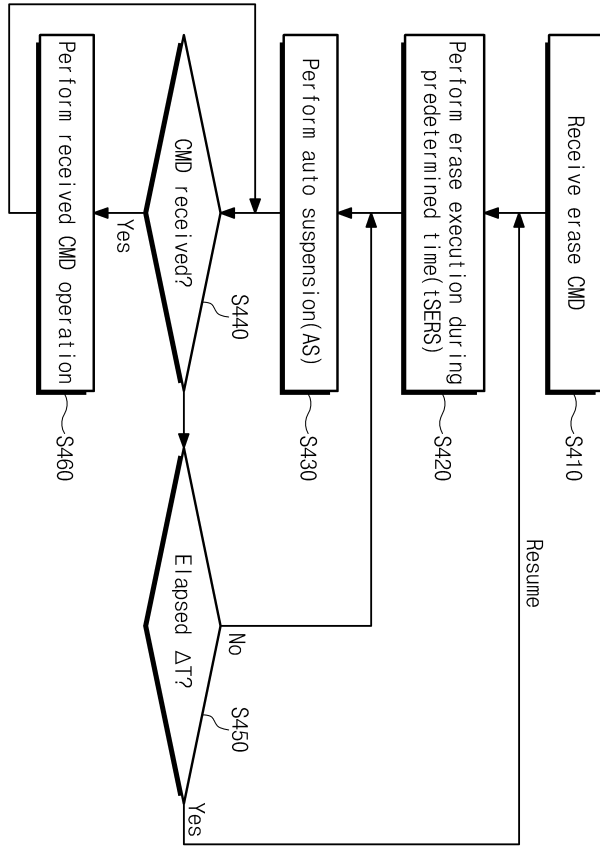 Receive erase CMD
S410
Perform erase execution during
predetermined time(tSERS)
S420
Resume
Perform auto suspension(AS)
S430
CMD received?
S440
Yes
Elapsed ΔT?
S450
No
Yes
Perform received CMD operation
S460